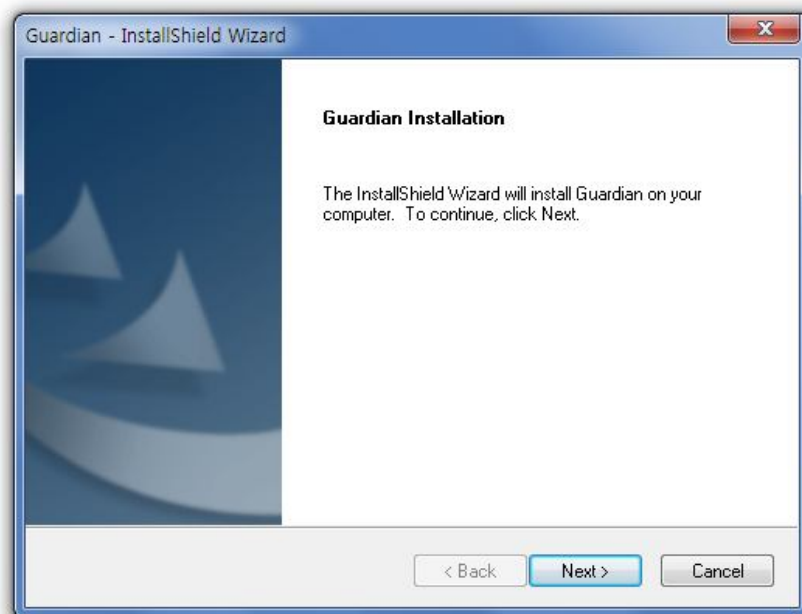 Guardian - InstallShield Wizard
X
Guardian Installation
The InstallShield Wizard will install Guardian on your
computer. To continue, click Next.
< Back
Next >
Cancel